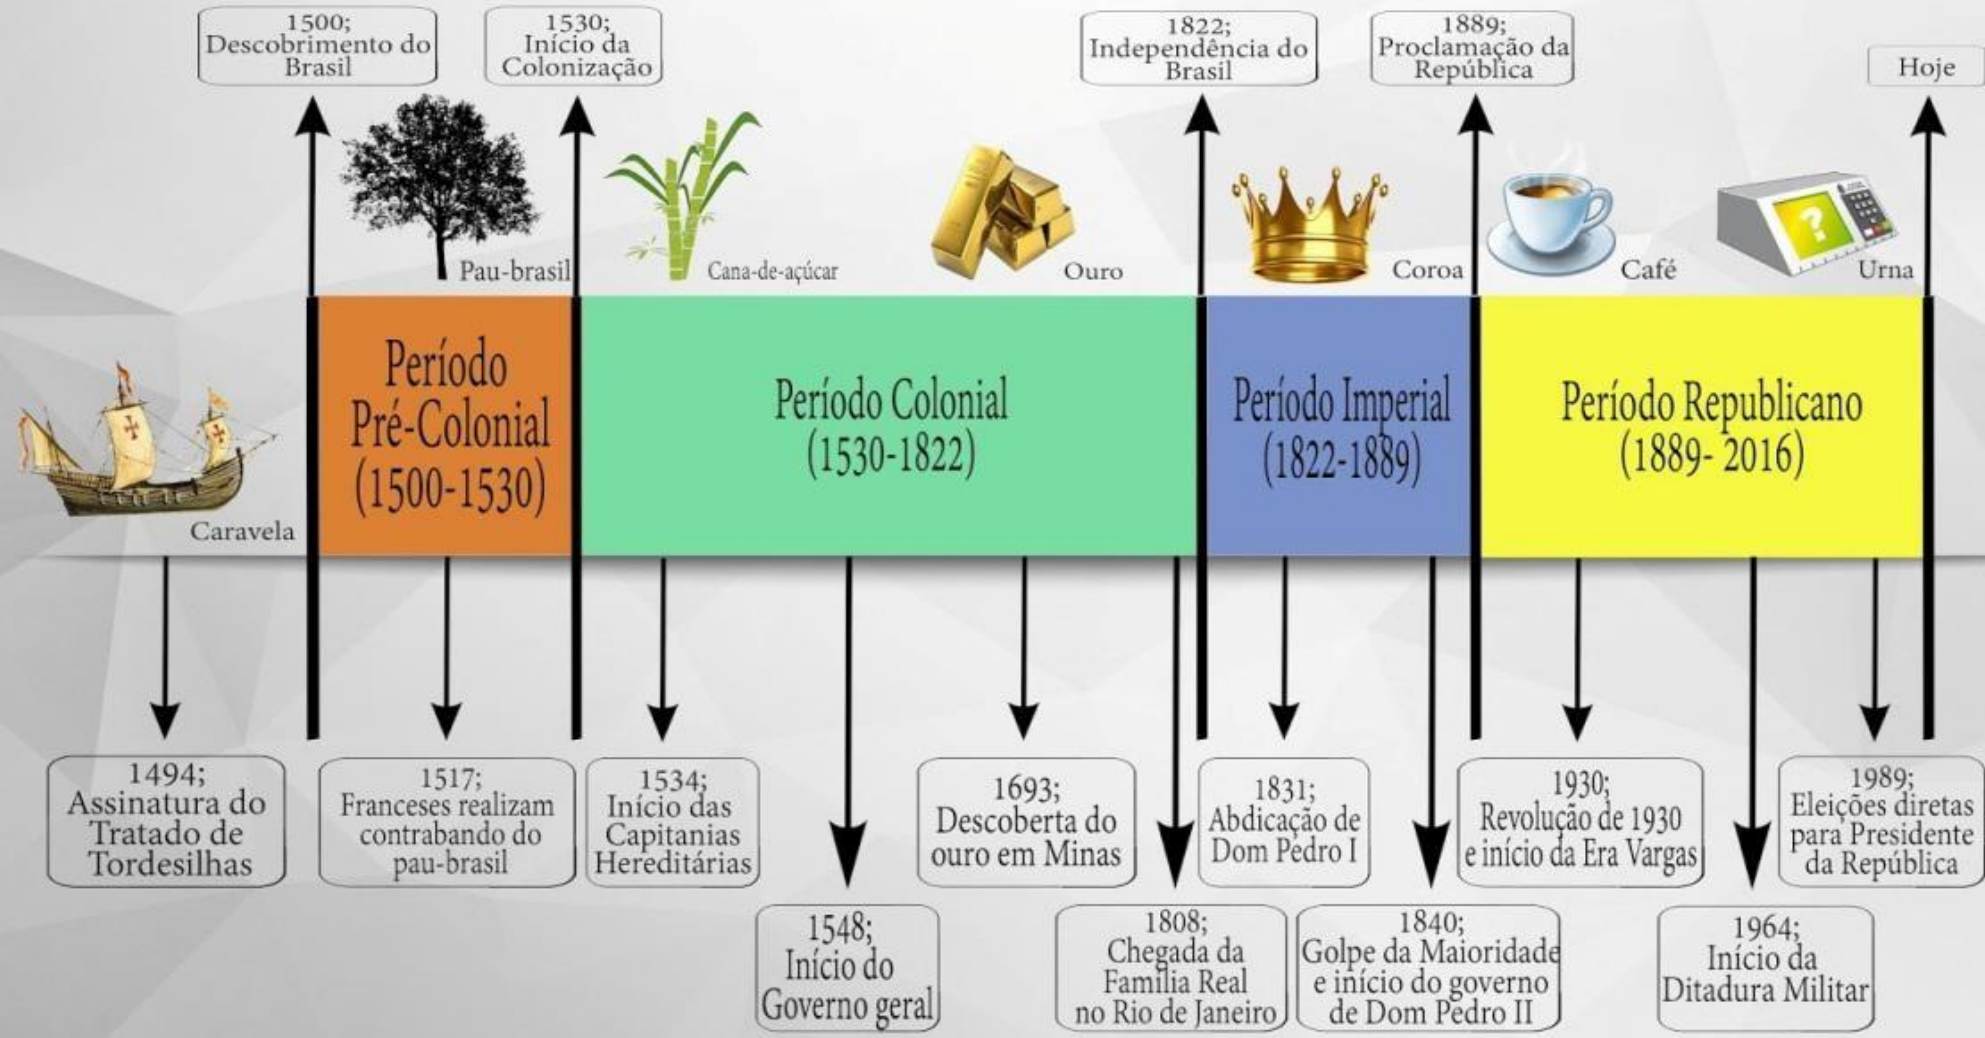 1500;
Descobrimento do
Brasil
1530;
Início da
Colonização
1822;
Independência do
Brasil
1889;
Proclamação da
República
Hoje
Pau-brasil
Cana-de-açúcar
Ouro
Coroa
Café
Urna
?
Caravela
Período
Pré-Colonial
(1500-1530)
Período Colonial
(1530-1822)
Período Imperial
(1822-1889)
Período Republicano
(1889- 2016)
1494;
Assinatura do
Tratado de
Tordesilhas
1517;
Franceses realizam
contrabando do
pau-brasil
1534;
Início das
Capitanias
Hereditárias
1548;
Início do
Governo geral
1693;
Descoberta do
ouro em Minas
1808;
Chegada da
Família Real
no Rio de Janeiro
1831;
Abdicação de
Dom Pedro I
1840;
Golpe da Maioridade
e início do governo
de Dom Pedro II
1930;
Revolução de 1930
e início da Era Vargas
1964;
Início da
Ditadura Militar
1989;
Eleições diretas
para Presidente
da República